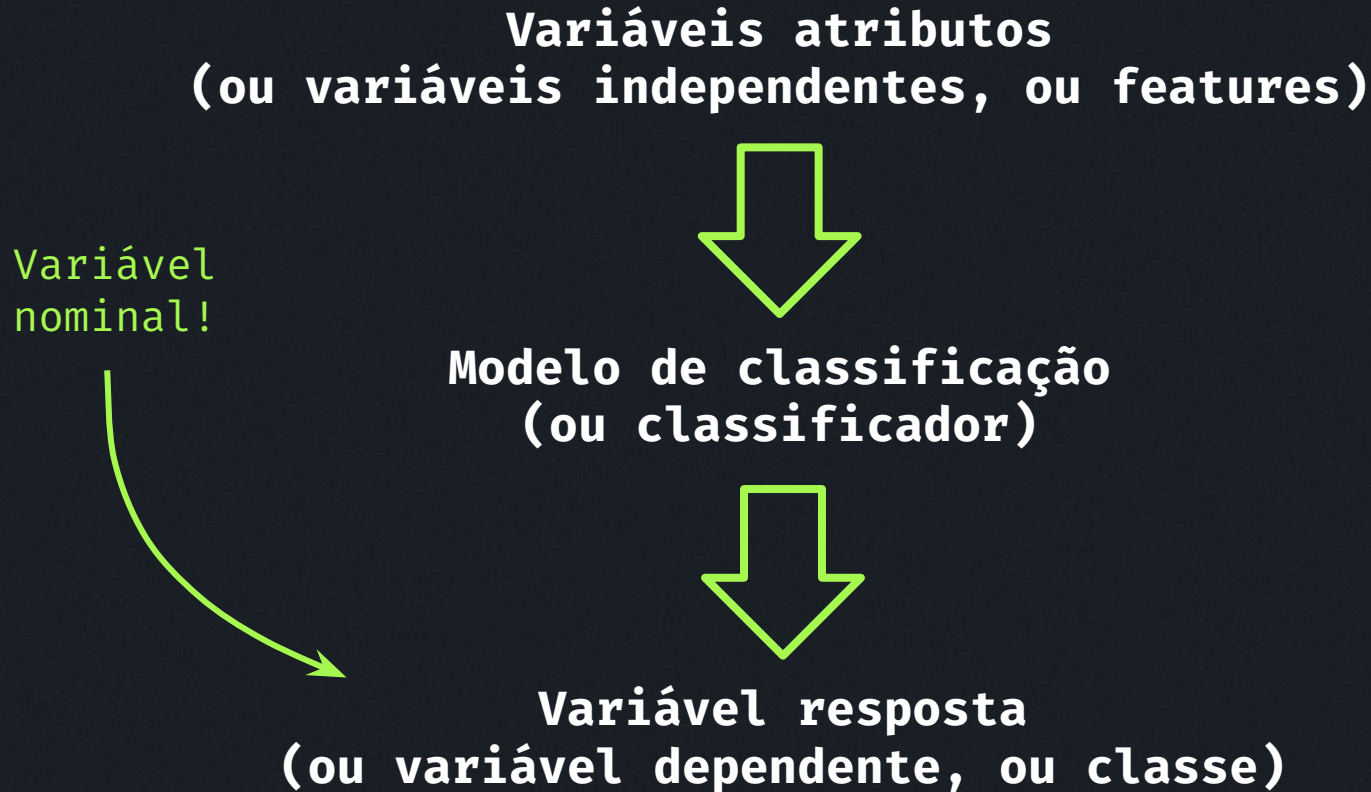 Variáveis atributos
(ou variáveis independentes, ou features)
Variável
nominal!
Modelo de classificação
(ou classificador)
Variável resposta
(ou variável dependente, ou classe)